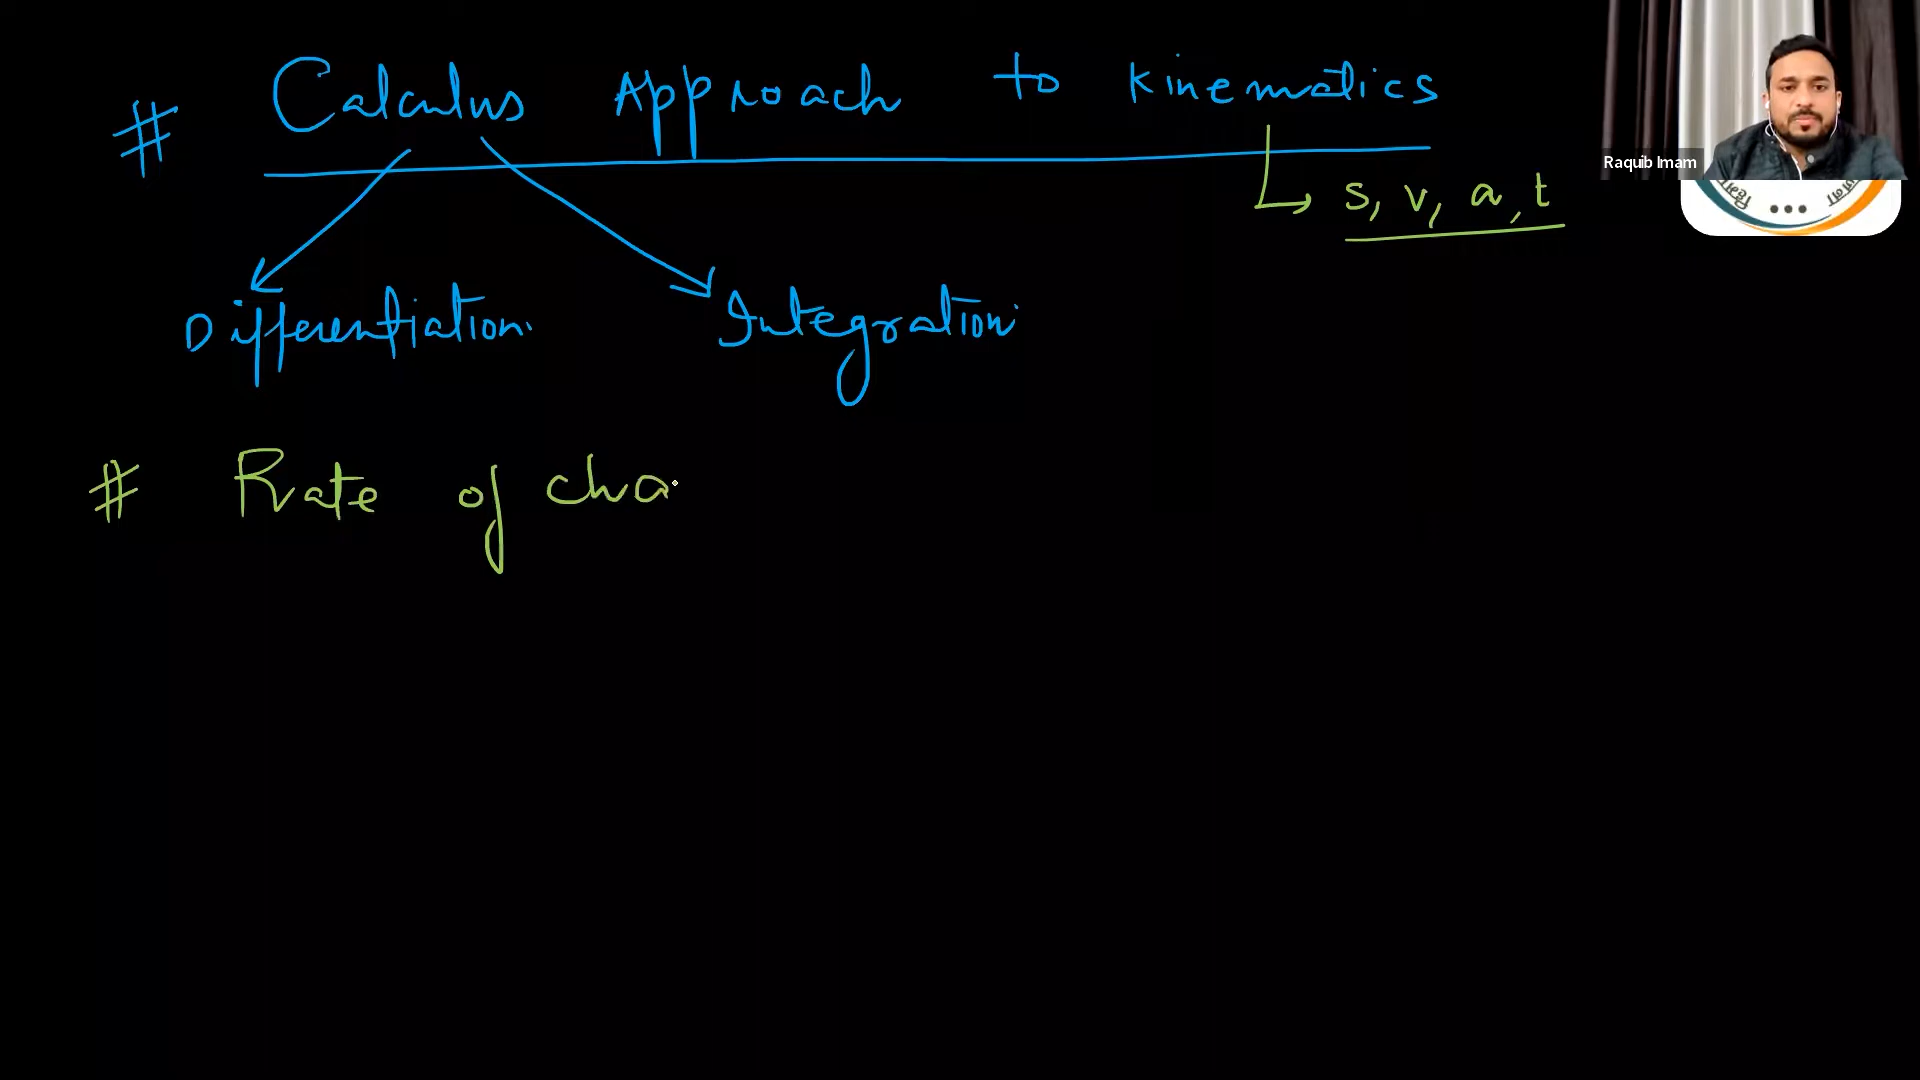 # Calculus Approach to Kinematics
s, v, a, t
Differentiation
Integration
# Rate of cha
Raquib Imam